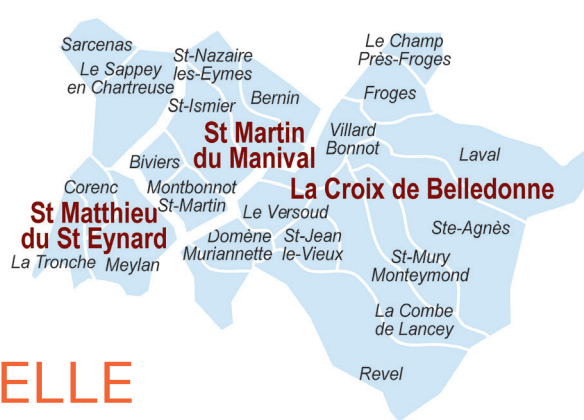 Sarcenas
Le Sappey
en Chartreuse
St-Nazaire
les-Eymes
St-Ismier
Bernin
Le Champ
Près-Froges
Froges
St Martin
du Manival
Villard
Bonnot
Laval
Biviers
Corenc
Montbonnot
St-Martin
La Croix de Belledonne
St Matthieu
du St Eynard
Le Versoud
Ste-Agnès
La Tronche
Meylan
Domène
Muriannette
St-Jean
le-Vieux
St-Mury
Monteymond
La Combe
de Lancey
Revel
ELLE